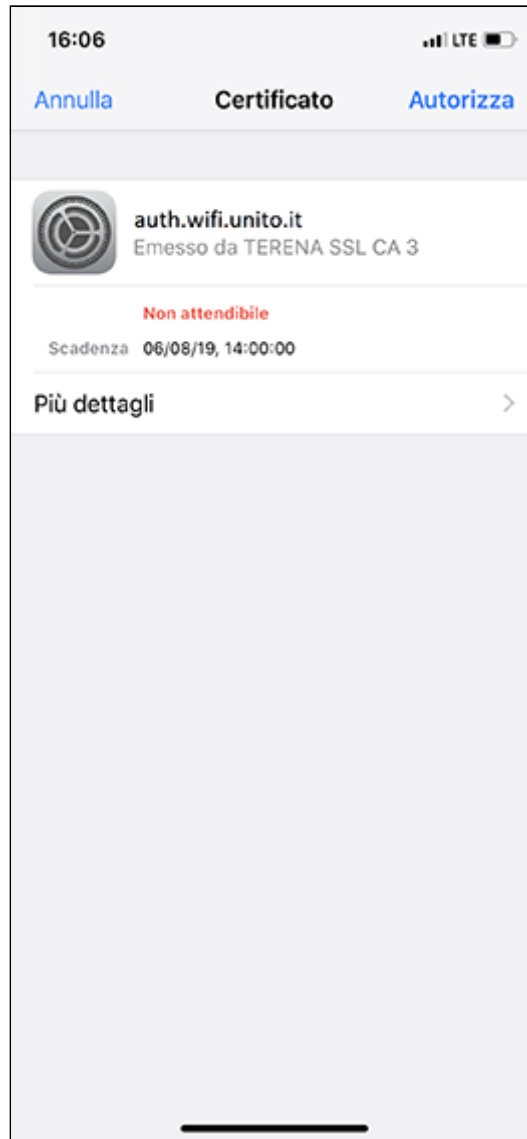 16:06 LTE
Annulla Certificato Autorizza
auth.wifi.unito.it
Emesso da TERENA SSL CA 3
Non attendibile
Scadenza 06/08/19, 14:00:00
Più dettagli